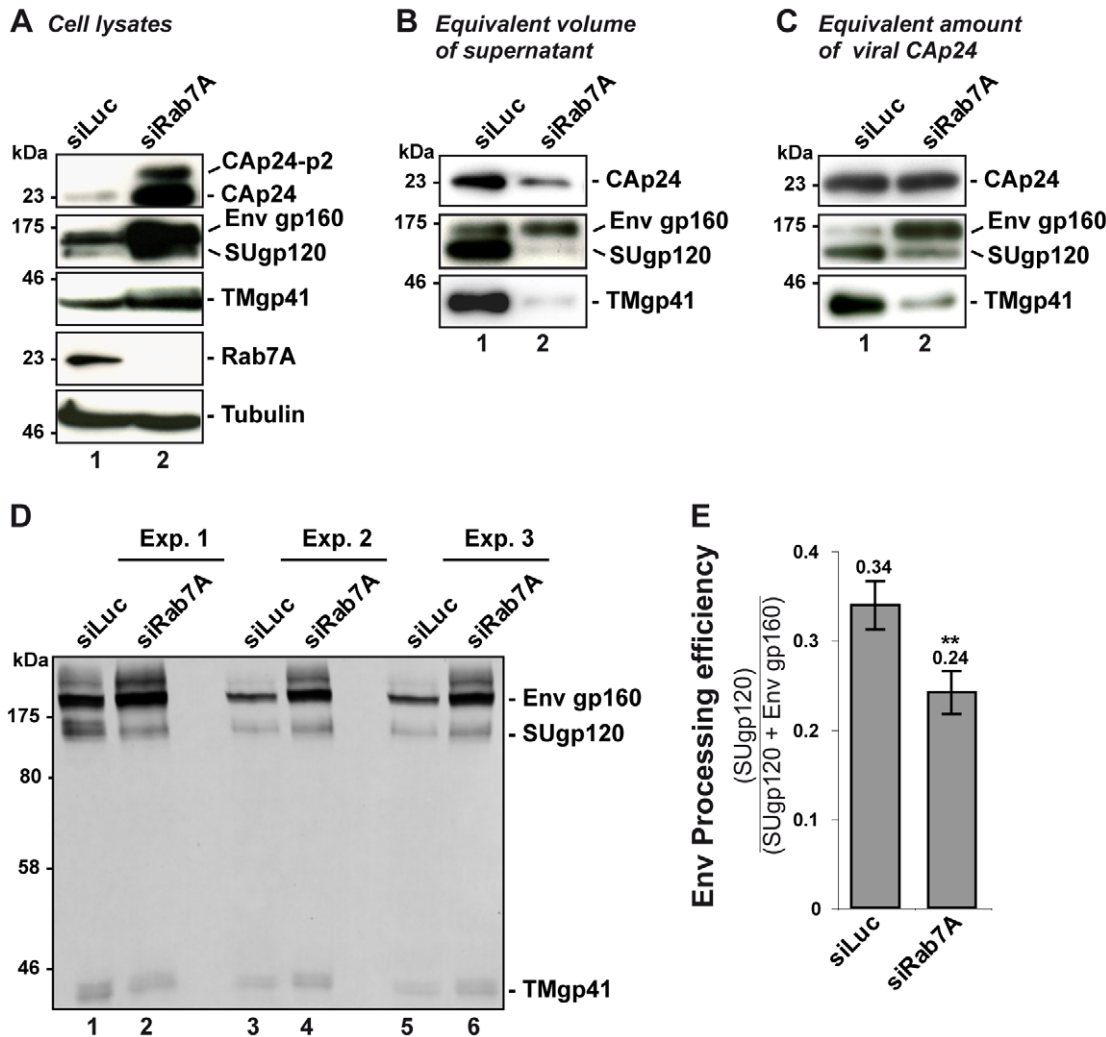 A Cell lysates
siLuc siRab7A
kDa
CAp24-p2
23 - CAp24
175 - Env gp160
SUgp120
46 - TMgp41
23 - - Rab7A
- Tubulin
46 -
1 2
B Equivalent volume
of supernatant
siLuc siRab7A
kDa
23 - - CAp24
175 - Env gp160
SUgp120
46 - - TMgp41
1 2
C Equivalent amount
of viral CAp24
siLuc siRab7A
kDa
23 - - CAp24
175 - Env gp160
SUgp120
46 - - TMgp41
1 2
D
Exp. 1 Exp. 2 Exp. 3
siLuc siRab7A siLuc siRab7A siLuc siRab7A
kDa
- Env gp160
175 -
- SUgp120
80 -
58 -
46 -
- TMgp41
1 2 3 4 5 6
E
Env Processing efficiency
(SUgp120)
(SUgp120 + Env gp160)
0.4
0.3
0.2
0.1
0
0.34
**
0.24
siLuc siRab7A